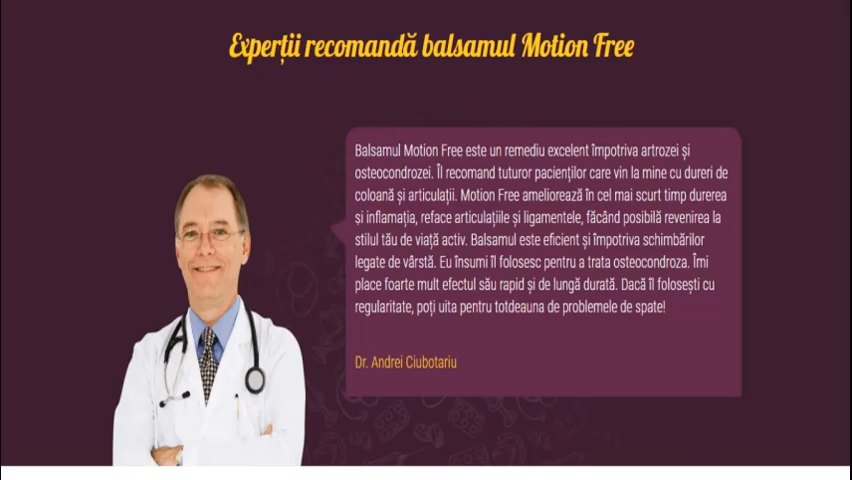 Experții recomandă balsamul Motion Free
Balsamul Motion Free este un remediu excelent împotriva artrozei și
osteocondrozei. Îl recomand tuturor pacienților care vin la mine cu dureri de
coloană și articulații. Motion Free ameliorează în cel mai scurt timp durerea
și inflamația, reface articulațiile și ligamentele, făcând posibilă revenirea la
stilul tău de viață activ. Balsamul este eficient și împotriva schimbărilor
legate de vârstă. Eu însumi îl folosesc pentru a trata osteocondroza. Îmi
place foarte mult efectul său rapid și de lungă durată. Dacă îl folosești cu
regularitate, poți uita pentru totdeauna de problemele de spate!
Dr. Andrei Ciubotariu